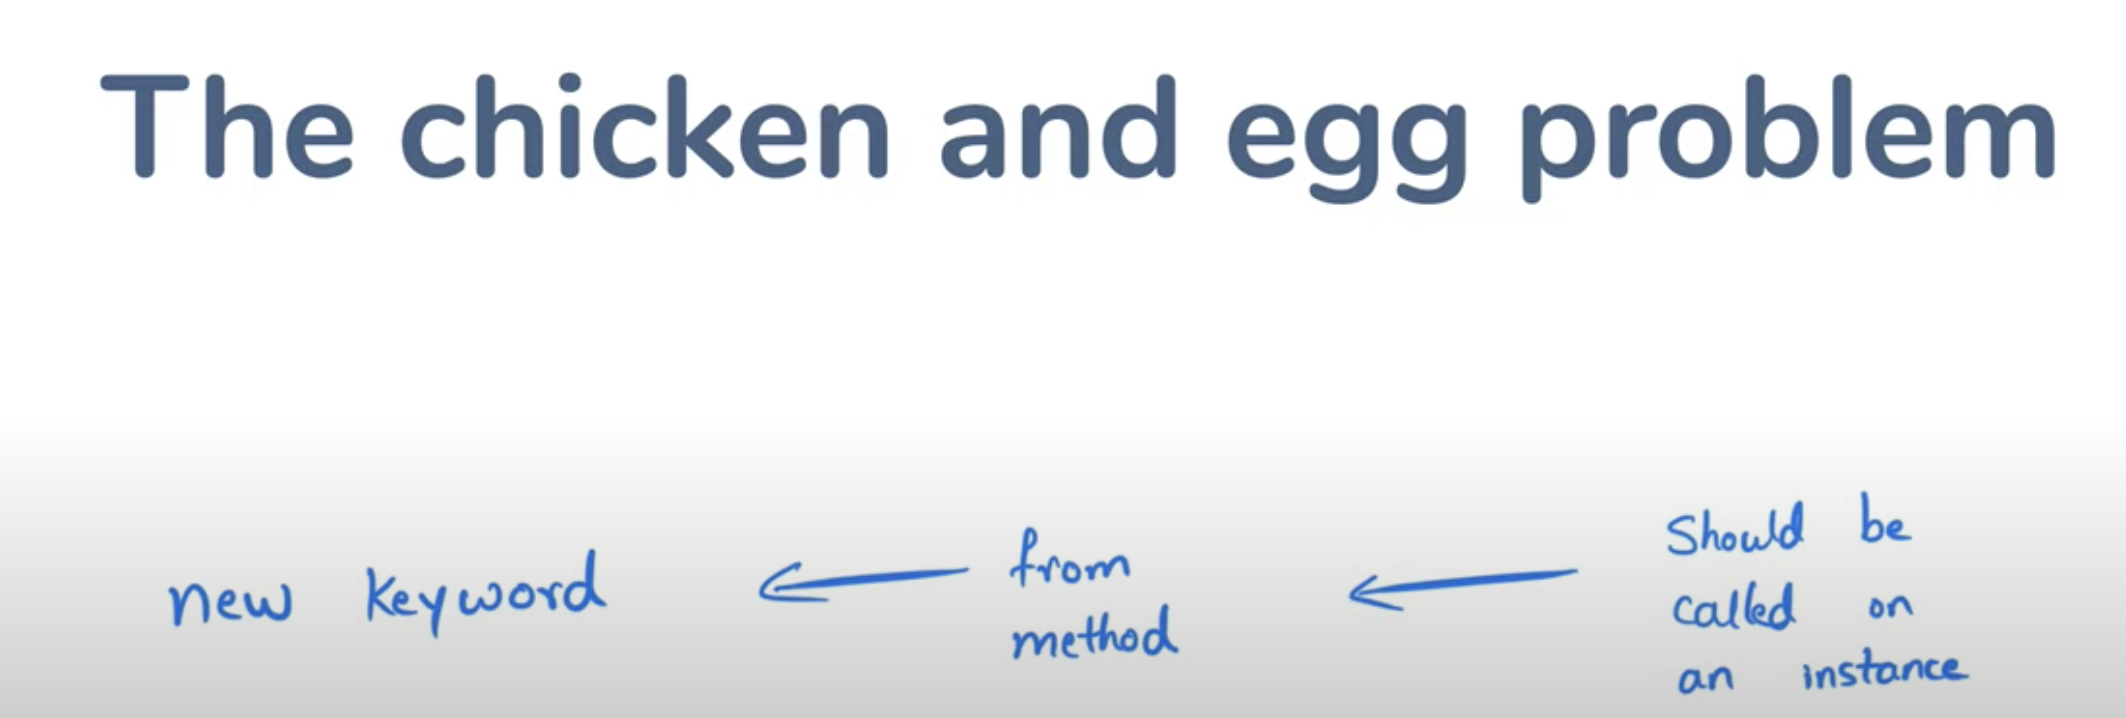 The chicken and egg problem
new keyword
from
method
Should be
called on
an instance